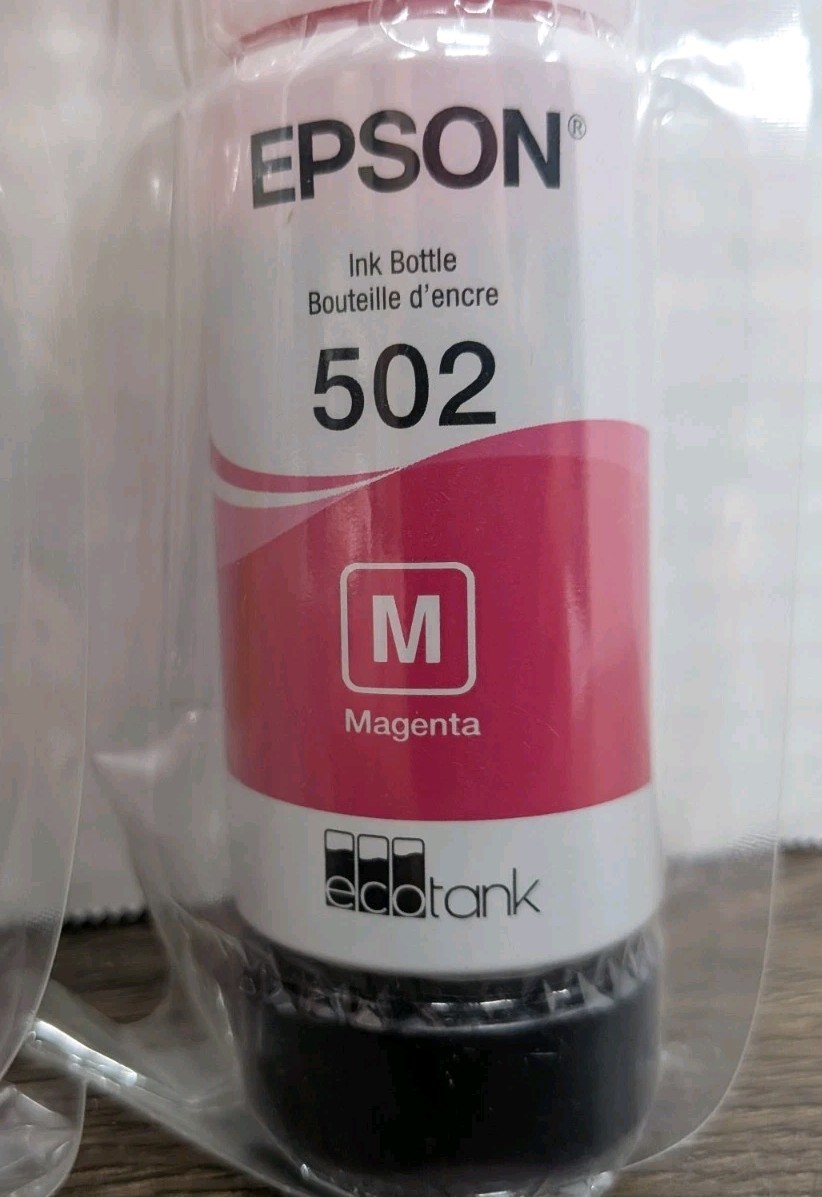 EPSON®
Ink Bottle
Bouteille d'encre
502
M
Magenta
ecotank